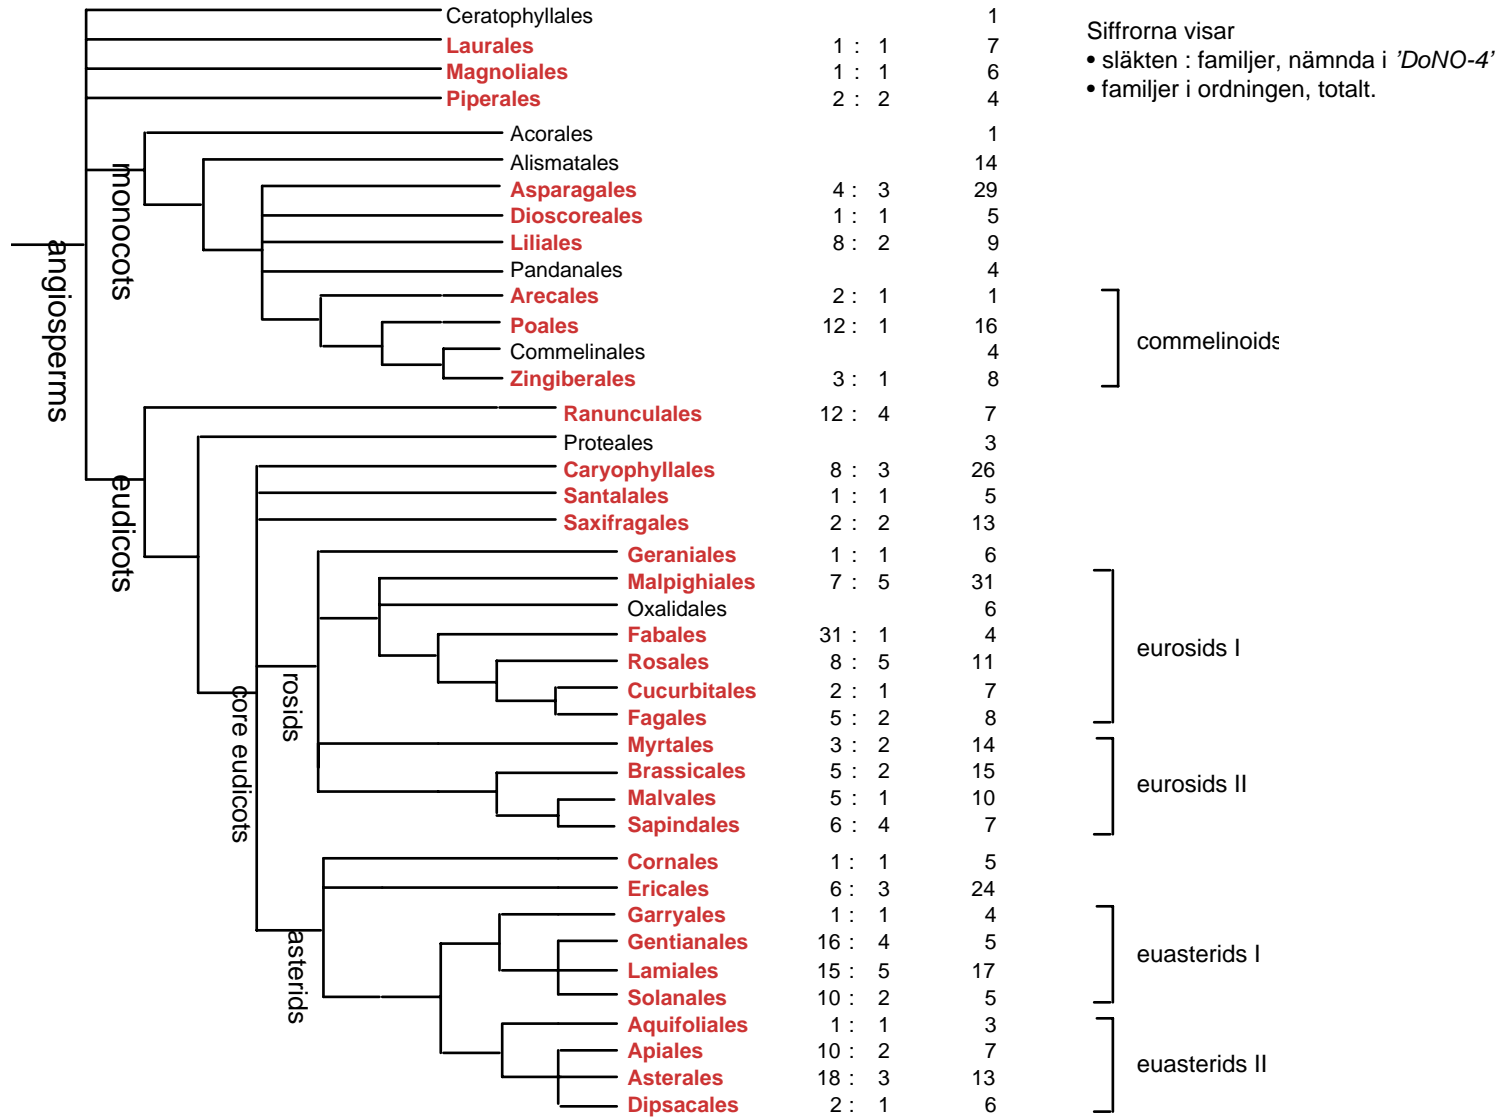 Ceratophyllales 1
Laurales 1 : 1 7
Magnoliales 1 : 1 6
Piperales 2 : 2 4
Siffrorna visar
• släkten : familjer, nämnda i ’DoNO-4’
• familjer i ordningen, totalt.
Acorales 1
Alismatales 14
Asparagales 4 : 3 29
Dioscoreales 1 : 1 5
Liliales 8 : 2 9
Pandanales 4
Arecales 2 : 1 1
Poales 12 : 1 16
Commelinales 4
Zingiberales 3 : 1 8
commelinoids
Ranunculales 12 : 4 7
Proteales 3
Caryophyllales 8 : 3 26
Santalales 1 : 1 5
Saxifragales 2 : 2 13
Geraniales 1 : 1 6
Malpighiales 7 : 5 31
Oxalidales 6
Fabales 31 : 1 4
Rosales 8 : 5 11
Cucurbitales 2 : 1 7
Fagales 5 : 2 8
eurosids I
Myrtales 3 : 2 14
Brassicales 5 : 2 15
Malvales 5 : 1 10
Sapindales 6 : 4 7
eurosids II
Cornales 1 : 1 5
Ericales 6 : 3 24
Garryales 1 : 1 4
Gentianales 16 : 4 5
Lamiales 15 : 5 17
Solanales 10 : 2 5
euasterids I
Aquifoliales 1 : 1 3
Apiales 10 : 2 7
Asterales 18 : 3 13
Dipsacales 2 : 1 6
euasterids II
angiosperms
monocots
eudicots
core eudicots
rosids
asterids